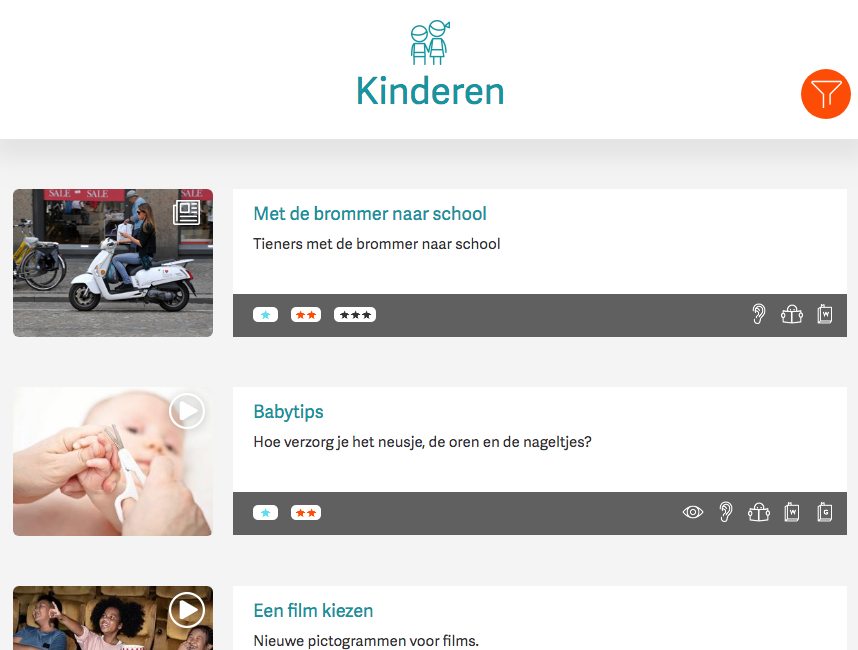 Kinderen
SALE SALE SALE
Met de brommer naar school
Tieners met de brommer naar school
W
Babytips
Hoe verzorg je het neusje, de oren en de nageltjes?
W G
Een film kiezen
Nieuwe pictogrammen voor films.